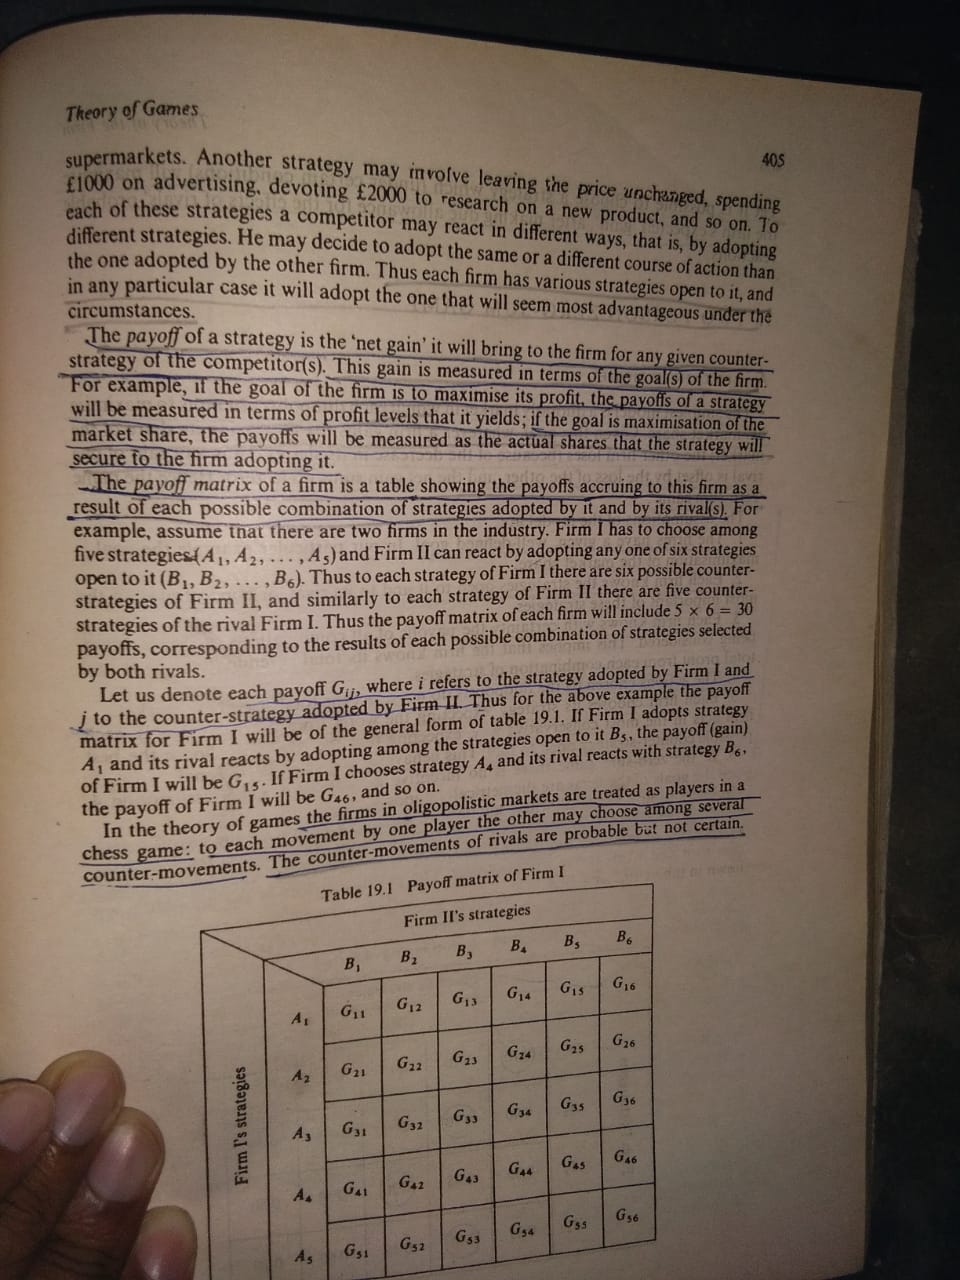 Theory of Games
405
supermarkets. Another strategy may involve leaving the price unchanged, spending
£1000 on advertising, devoting £2000 to research on a new product, and so on. To
each of these strategies a competitor may react in different ways, that is, by adopting
different strategies. He may decide to adopt the same or a different course of action than
the one adopted by the other firm. Thus each firm has various strategies open to it, and
in any particular case it will adopt the one that will seem most advantageous under the
circumstances.
The payoff of a strategy is the ‘net gain’ it will bring to the firm for any given counter-
strategy of the competitor(s). This gain is measured in terms of the goal(s) of the firm.
For example, if the goal of the firm is to maximise its profit, the payoffs of a strategy
will be measured in terms of profit levels that it yields; if the goal is maximisation of the
market share, the payoffs will be measured as the actual shares that the strategy will
secure to the firm adopting it.
The payoff matrix of a firm is a table showing the payoffs accruing to this firm as a
result of each possible combination of strategies adopted by it and by its rival(s). For
example, assume that there are two firms in the industry. Firm I has to choose among
five strategies (A₁, A₂, . . . , A₅) and Firm II can react by adopting any one of six strategies
open to it (B₁, B₂, . . . , B₆). Thus to each strategy of Firm I there are six possible counter-
strategies of Firm II, and similarly to each strategy of Firm II there are five counter-
strategies of the rival Firm I. Thus the payoff matrix of each firm will include 5 × 6 = 30
payoffs, corresponding to the results of each possible combination of strategies selected
by both rivals.
Let us denote each payoff Gᵢⱼ, where i refers to the strategy adopted by Firm I and
j to the counter-strategy adopted by Firm II. Thus for the above example the payoff
matrix for Firm I will be of the general form of table 19.1. If Firm I adopts strategy
A₁ and its rival reacts by adopting among the strategies open to it B₅, the payoff (gain)
of Firm I will be G₁₅. If Firm I chooses strategy A₄ and its rival reacts with strategy B₆,
the payoff of Firm I will be G₄₆, and so on.
In the theory of games the firms in oligopolistic markets are treated as players in a
chess game: to each movement by one player the other may choose among several
counter-movements. The counter-movements of rivals are probable but not certain.
Table 19.1 Payoff matrix of Firm I
Firm II's strategies
B₁ B₂ B₃ B₄ B₅ B₆
Firm I's strategies
A₁ G₁₁ G₁₂ G₁₃ G₁₄ G₁₅ G₁₆
A₂ G₂₁ G₂₂ G₂₃ G₂₄ G₂₅ G₂₆
A₃ G₃₁ G₃₂ G₃₃ G₃₄ G₃₅ G₃₆
A₄ G₄₁ G₄₂ G₄₃ G₄₄ G₄₅ G₄₆
A₅ G₅₁ G₅₂ G₅₃ G₅₄ G₅₅ G₅₆